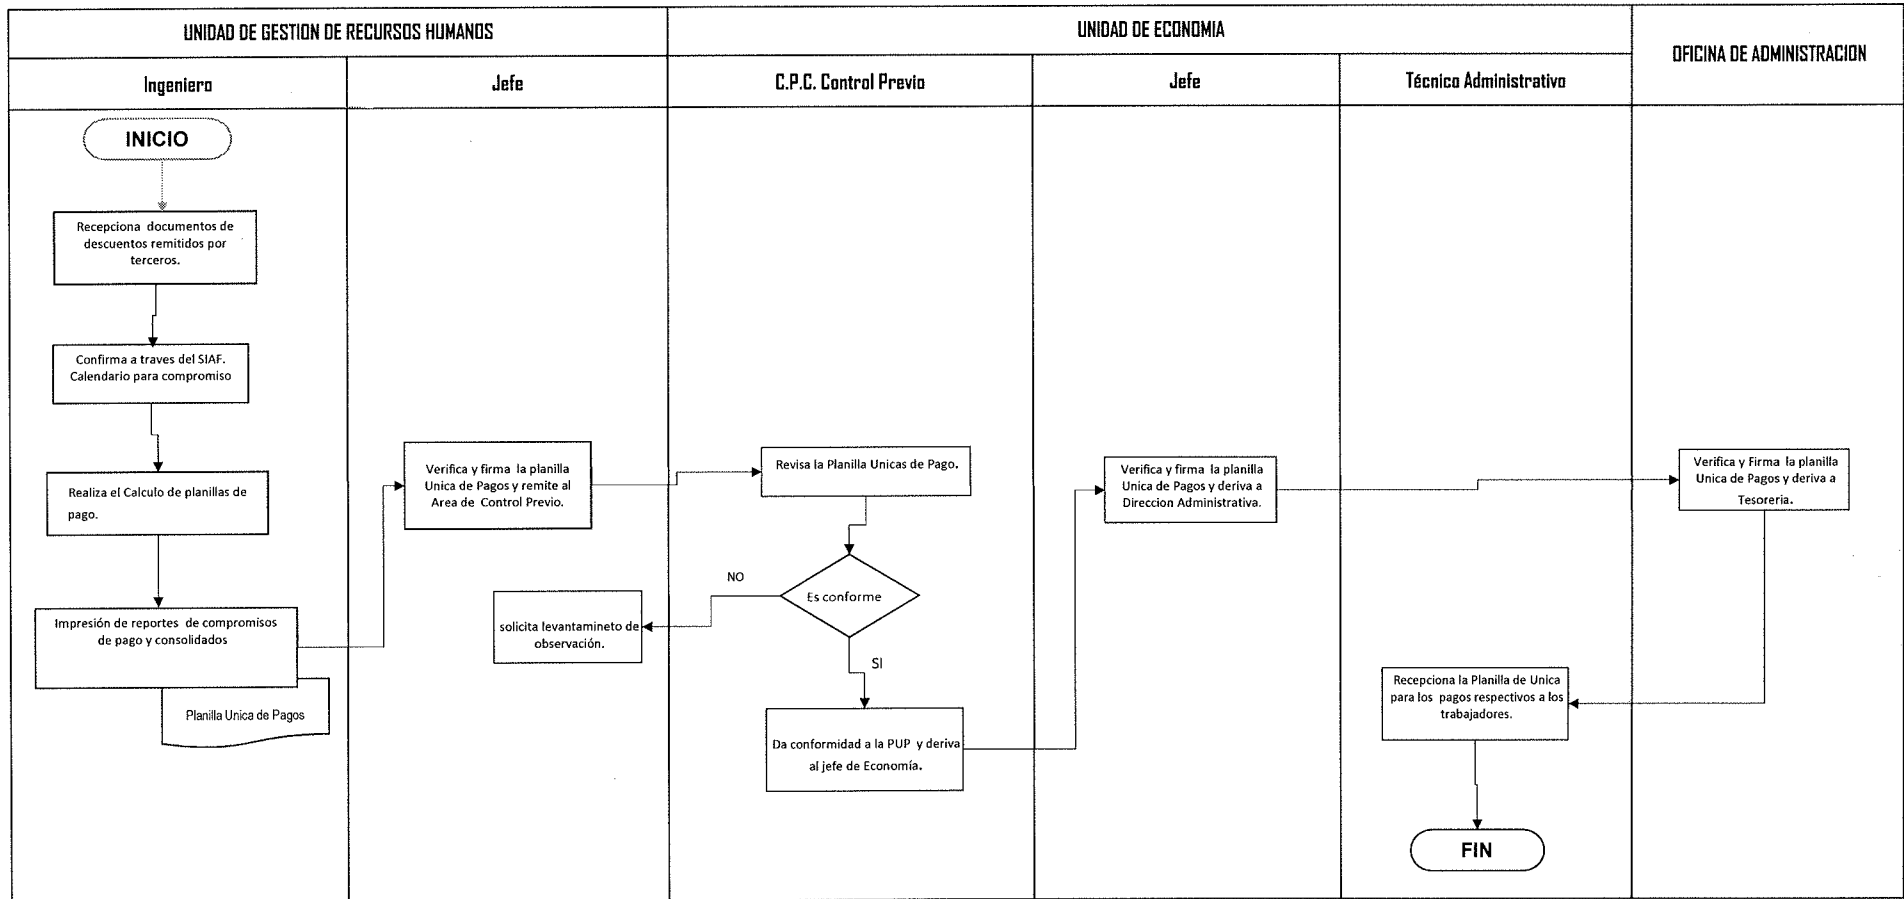 UNIDAD DE GESTION DE RECURSOS HUMANOS
UNIDAD DE ECONOMIA
OFICINA DE ADMINISTRACION
Ingeniero
Jefe
C.P.C. Control Previo
Jefe
Técnico Administrativo
INICIO
Recepciona documentos de
descuentos remitidos por
terceros.
Confirma a traves del SIAF.
Calendario para compromiso
Realiza el Calculo de planillas de
pago.
Impresión de reportes de compromisos
de pago y consolidados
Planilla Unica de Pagos
Verifica y firma la planilla
Unica de Pagos y remite al
Area de Control Previo.
solicita levantamineto de
observación.
Revisa la Planilla Unicas de Pago.
Es conforme
NO
SI
Da conformidad a la PUP y deriva
al jefe de Economía.
Verifica y firma la planilla
Unica de Pagos y deriva a
Direccion Administrativa.
Verifica y Firma la planilla
Unica de Pagos y deriva a
Tesoreria.
Recepciona la Planilla de Unica
para los pagos respectivos a los
trabajadores.
FIN